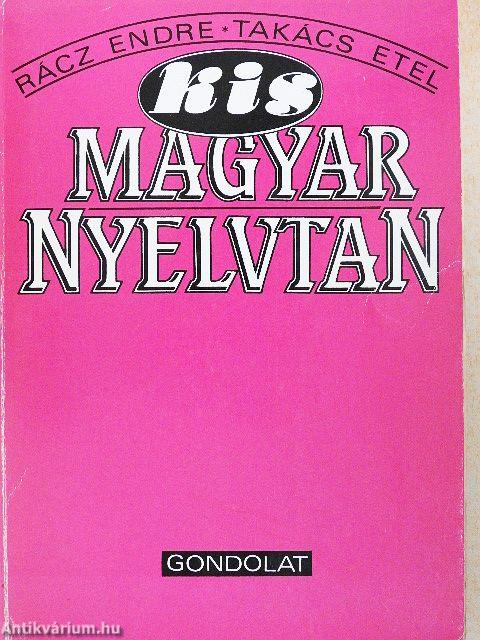 RÁCZ ENDRE * TAKÁCS ETEL
kis
MAGYAR
NYELVTAN
GONDOLAT
Antikvárium.hu